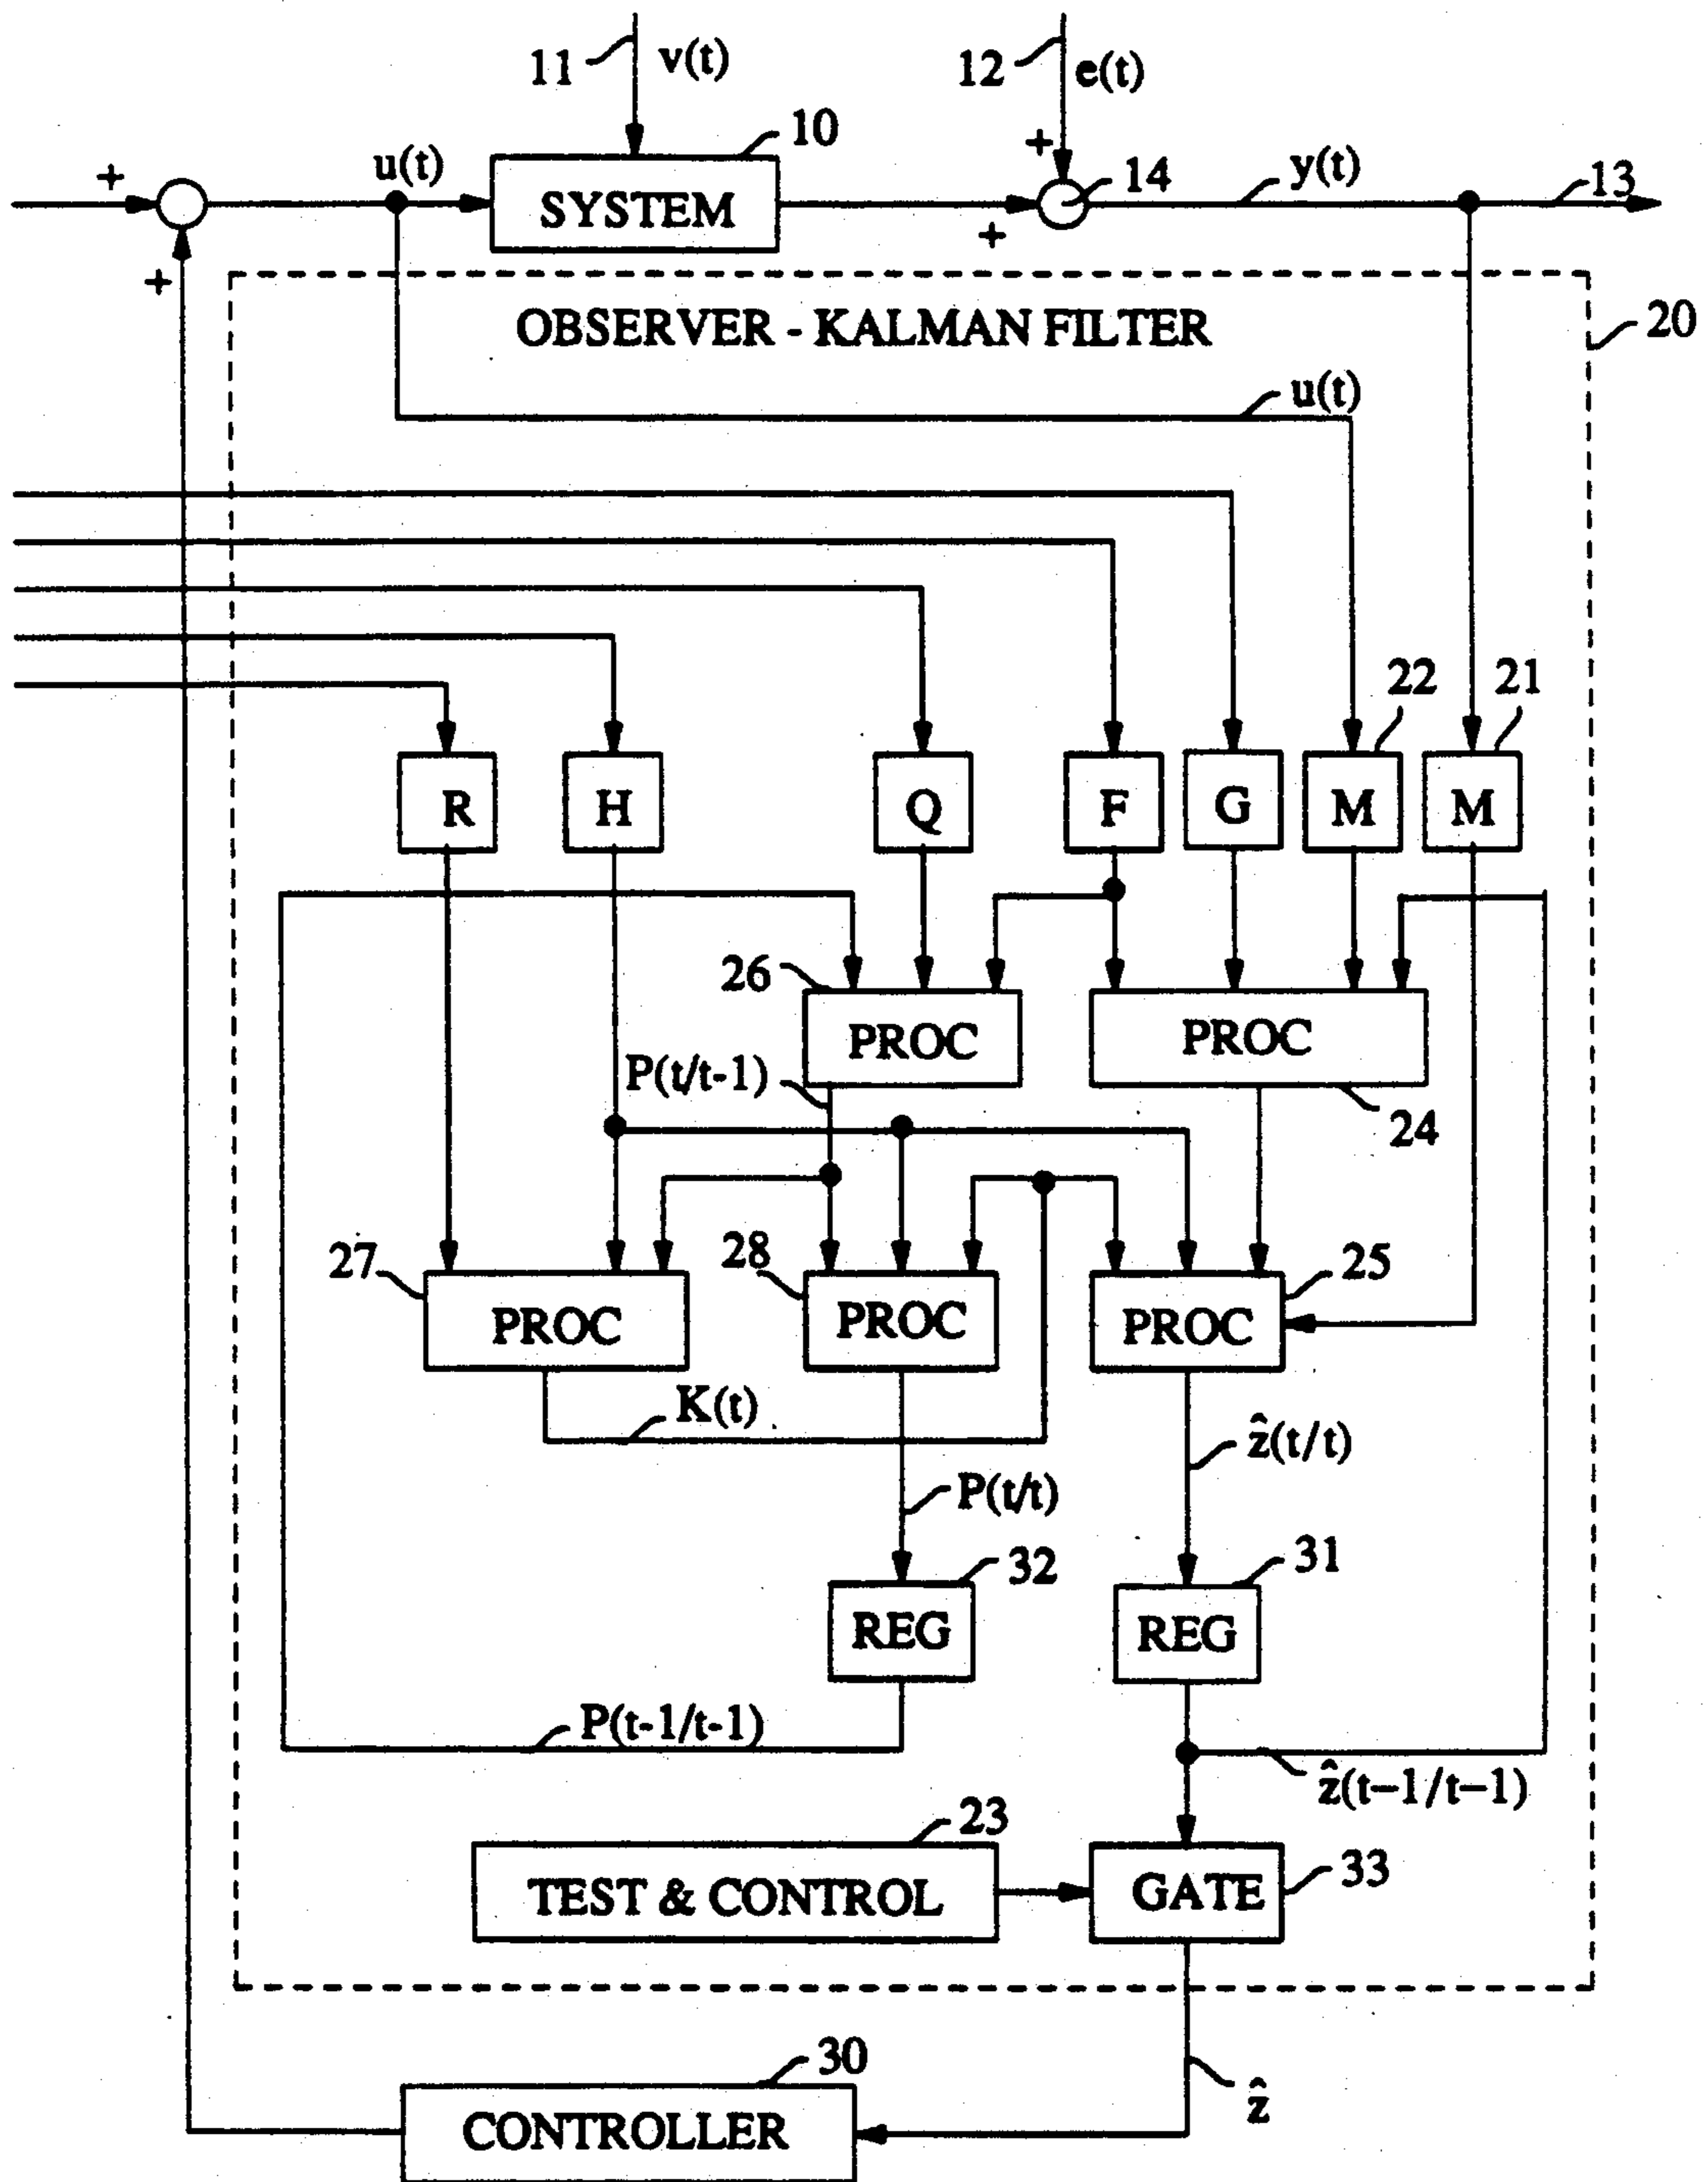 11 v(t) 12 e(t)
10 + 14 y(t) 13
+ u(t) SYSTEM +
+
OBSERVER - KALMAN FILTER 20
u(t)
22 21
R H Q F G M M
26
PROC PROC
P(t/t-1) 24
27 28 25
PROC PROC PROC
K(t) ẑ(t/t)
P(t/t)
32 31
REG REG
P(t-1/t-1) ẑ(t−1/t−1)
23 33
TEST & CONTROL GATE
30 ẑ
CONTROLLER